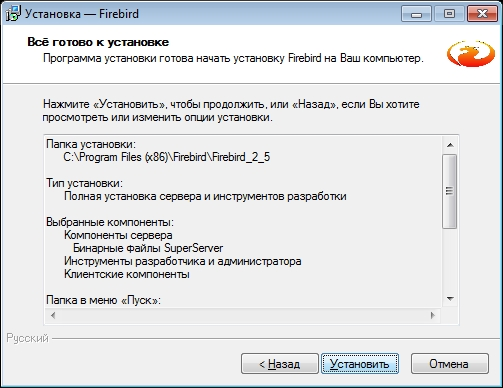 Установка — Firebird
Всё готово к установке
Программа установки готова начать установку Firebird на Ваш компьютер.
Нажмите «Установить», чтобы продолжить, или «Назад», если Вы хотите
просмотреть или изменить опции установки.
Папка установки:
C:\Program Files (x86)\Firebird\Firebird_2_5
Тип установки:
Полная установка сервера и инструментов разработки
Выбранные компоненты:
Компоненты сервера
Бинарные файлы SuperServer
Инструменты разработчика и администратора
Клиентские компоненты
Папка в меню «Пуск»:
Русский
< Назад
Установить
Отмена